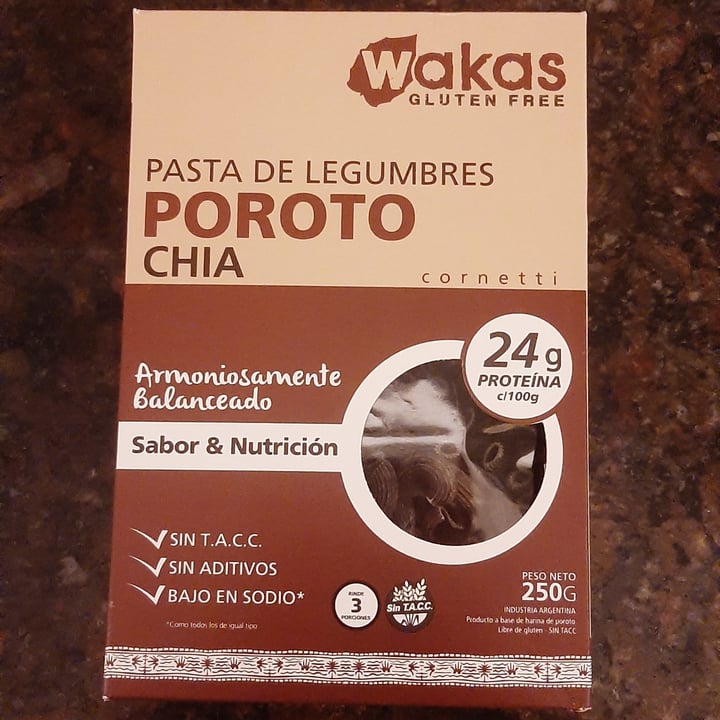 Wakas
GLUTEN FREE
PASTA DE LEGUMBRES
POROTO
CHIA
cornetti
24 g
PROTEÍNA
c/100g
Armoniosamente
Balanceado
Sabor & Nutrición
SIN T.A.C.C.
SIN ADITIVOS
BAJO EN SODIO*
*Como todos los de igual tipo
RINDE
3
PORCIONES
Sin T.A.C.C.
PESO NETO
250G
INDUSTRIA ARGENTINA
Producto a base de harina de poroto
Libre de gluten - SIN TACC